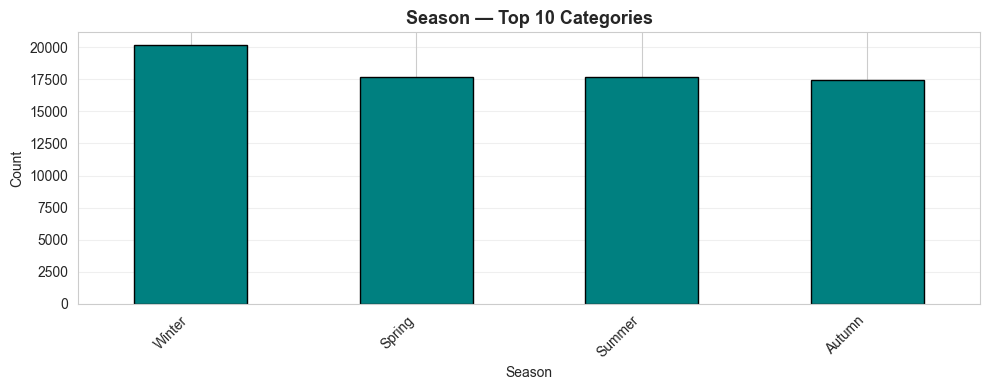 Season — Top 10 Categories
Count
20000
17500
15000
12500
10000
7500
5000
2500
0
Winter
Spring
Summer
Autumn
Season